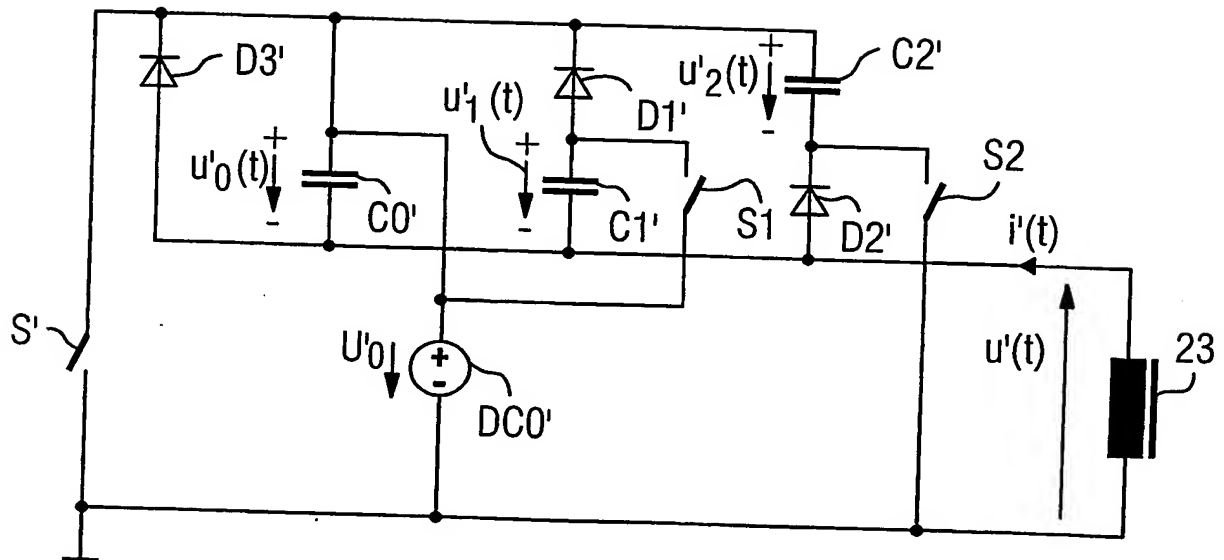 D3'
C2'
u'2(t)
+
-
u'1 (t)
D1'
+
-
S2
u'0 (t)
+
-
C0'
C1'
S1
D2'
i'(t)
S'
U'0
+
-
DC0'
u'(t)
23